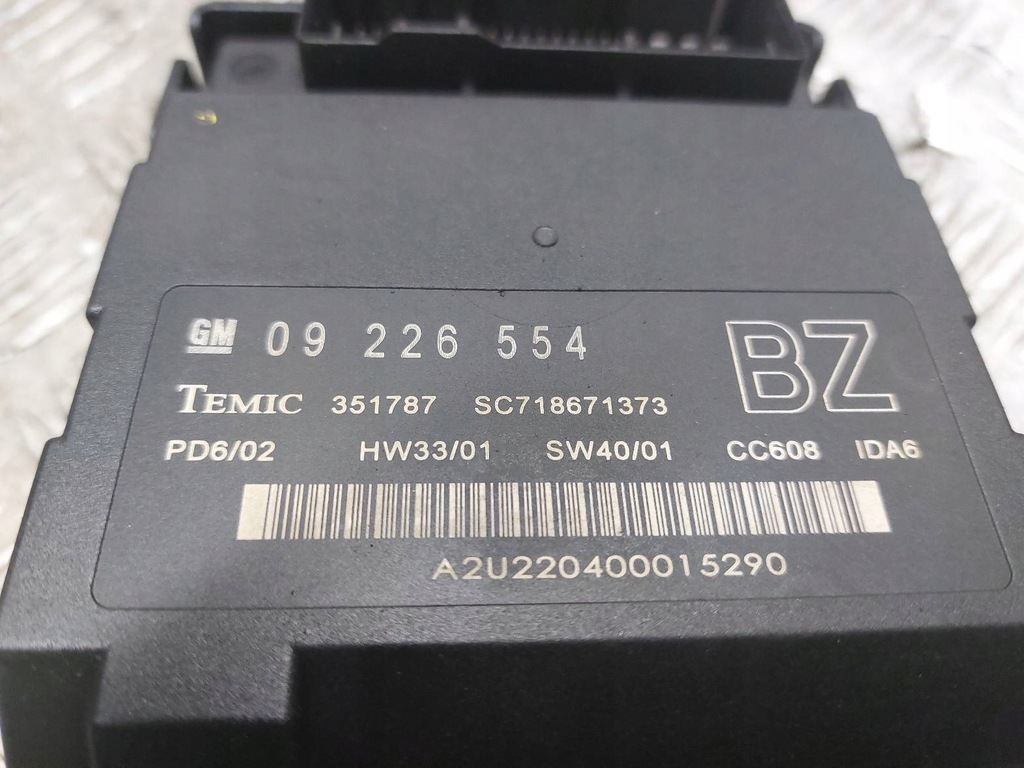 GM 09 226 554 BZ
TEMIC 351787 SC718671373
PD6/02 HW33/01 SW40/01 CC608 IDA6
A2U220400015290